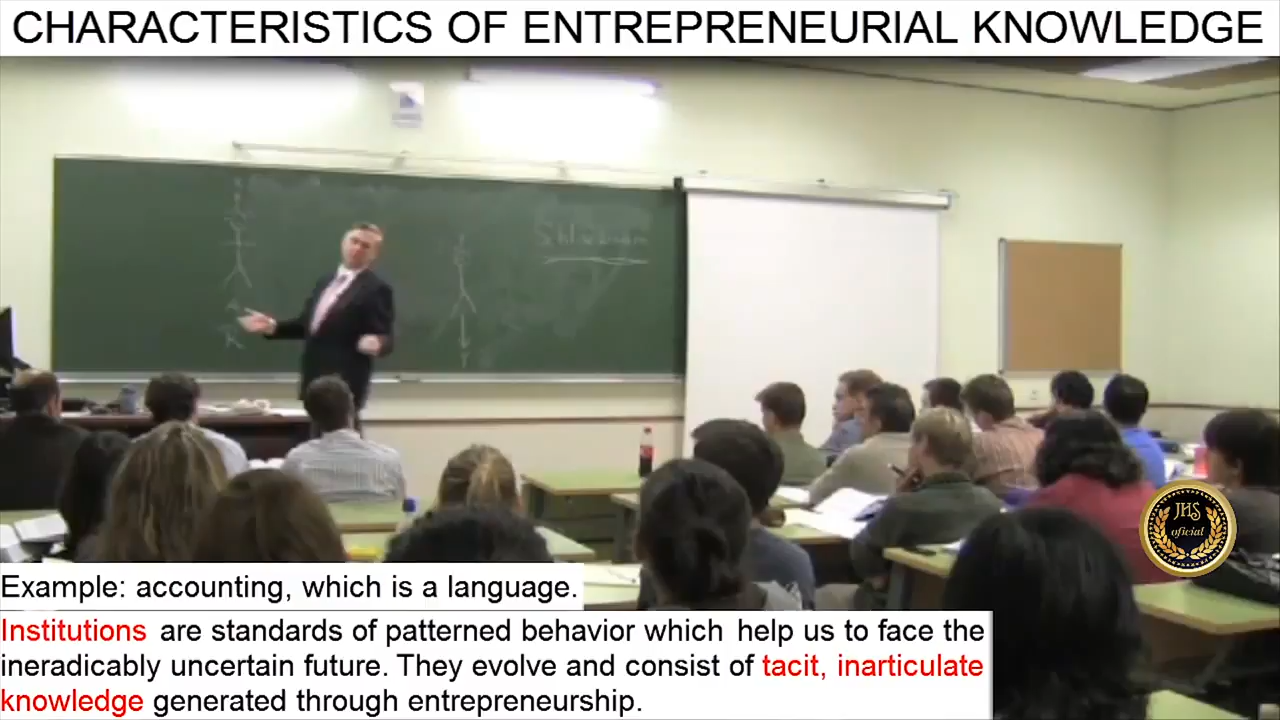 CHARACTERISTICS OF ENTREPRENEURIAL KNOWLEDGE
JHS
oficial
Example: accounting, which is a language.
Institutions are standards of patterned behavior which help us to face the
ineradicably uncertain future. They evolve and consist of tacit, inarticulate
knowledge generated through entrepreneurship.